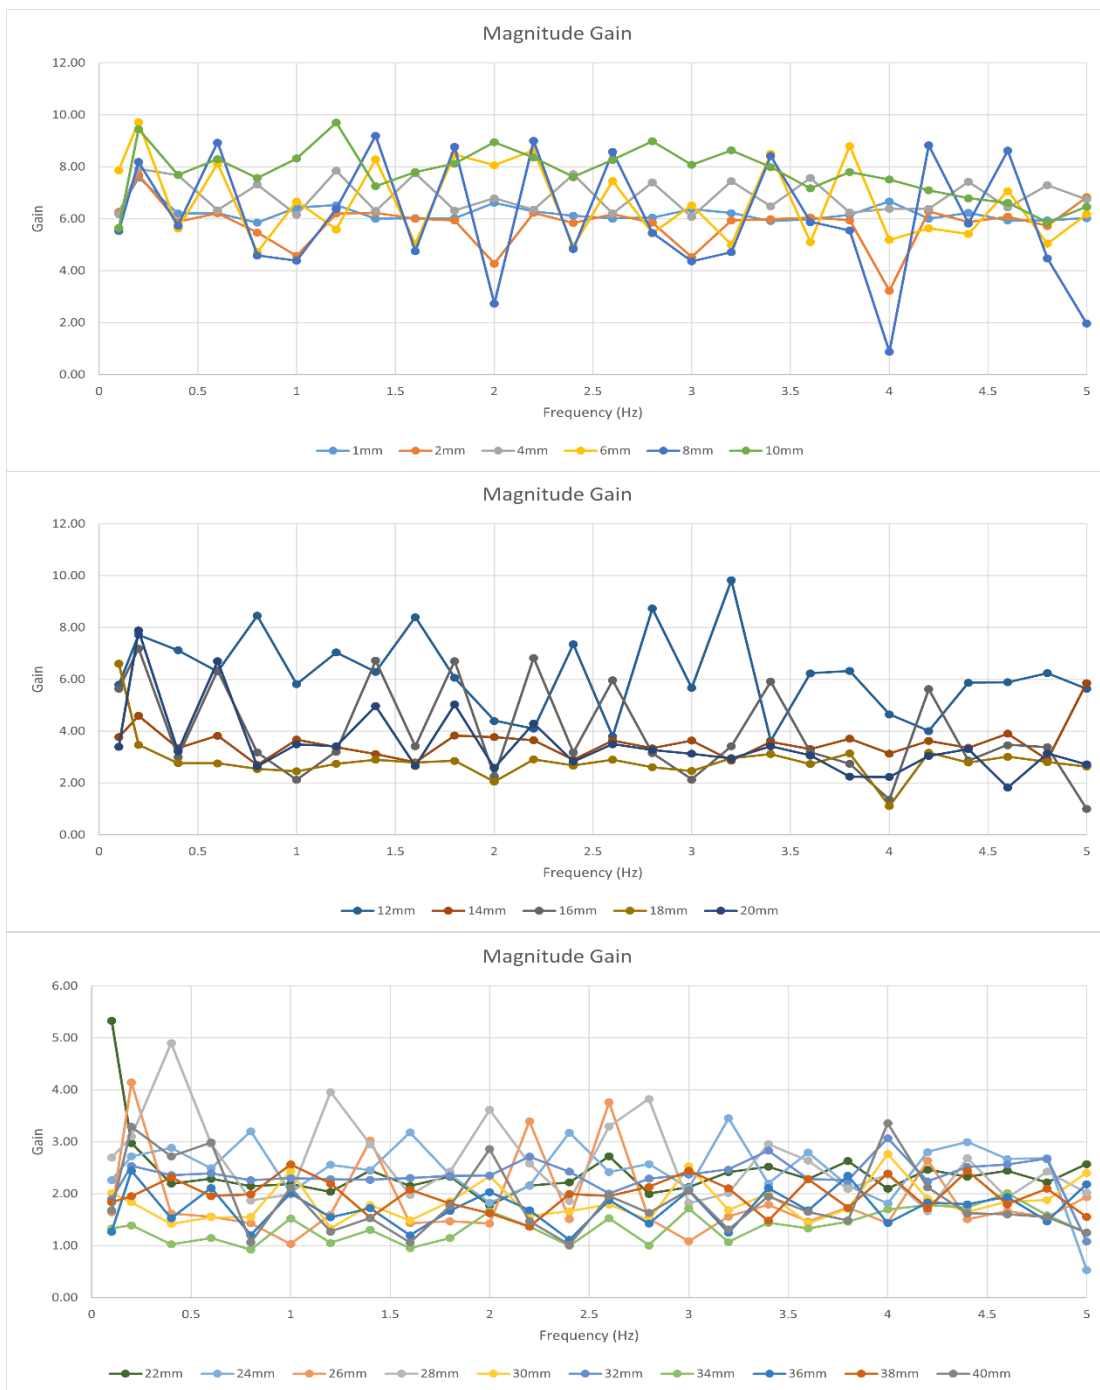 Magnitude Gain
12.00
10.00
8.00
6.00
4.00
2.00
0.00
Gain
0 0.5 1 1.5 2 2.5 3 3.5 4 4.5 5
Frequency (Hz)
1mm 2mm 4mm 6mm 8mm 10mm
Magnitude Gain
12.00
10.00
8.00
6.00
4.00
2.00
0.00
Gain
0 0.5 1 1.5 2 2.5 3 3.5 4 4.5 5
Frequency (Hz)
12mm 14mm 16mm 18mm 20mm
Magnitude Gain
6.00
5.00
4.00
3.00
2.00
1.00
0.00
Gain
0 0.5 1 1.5 2 2.5 3 3.5 4 4.5 5
Frequency (Hz)
22mm 24mm 26mm 28mm 30mm 32mm 34mm 36mm 38mm 40mm